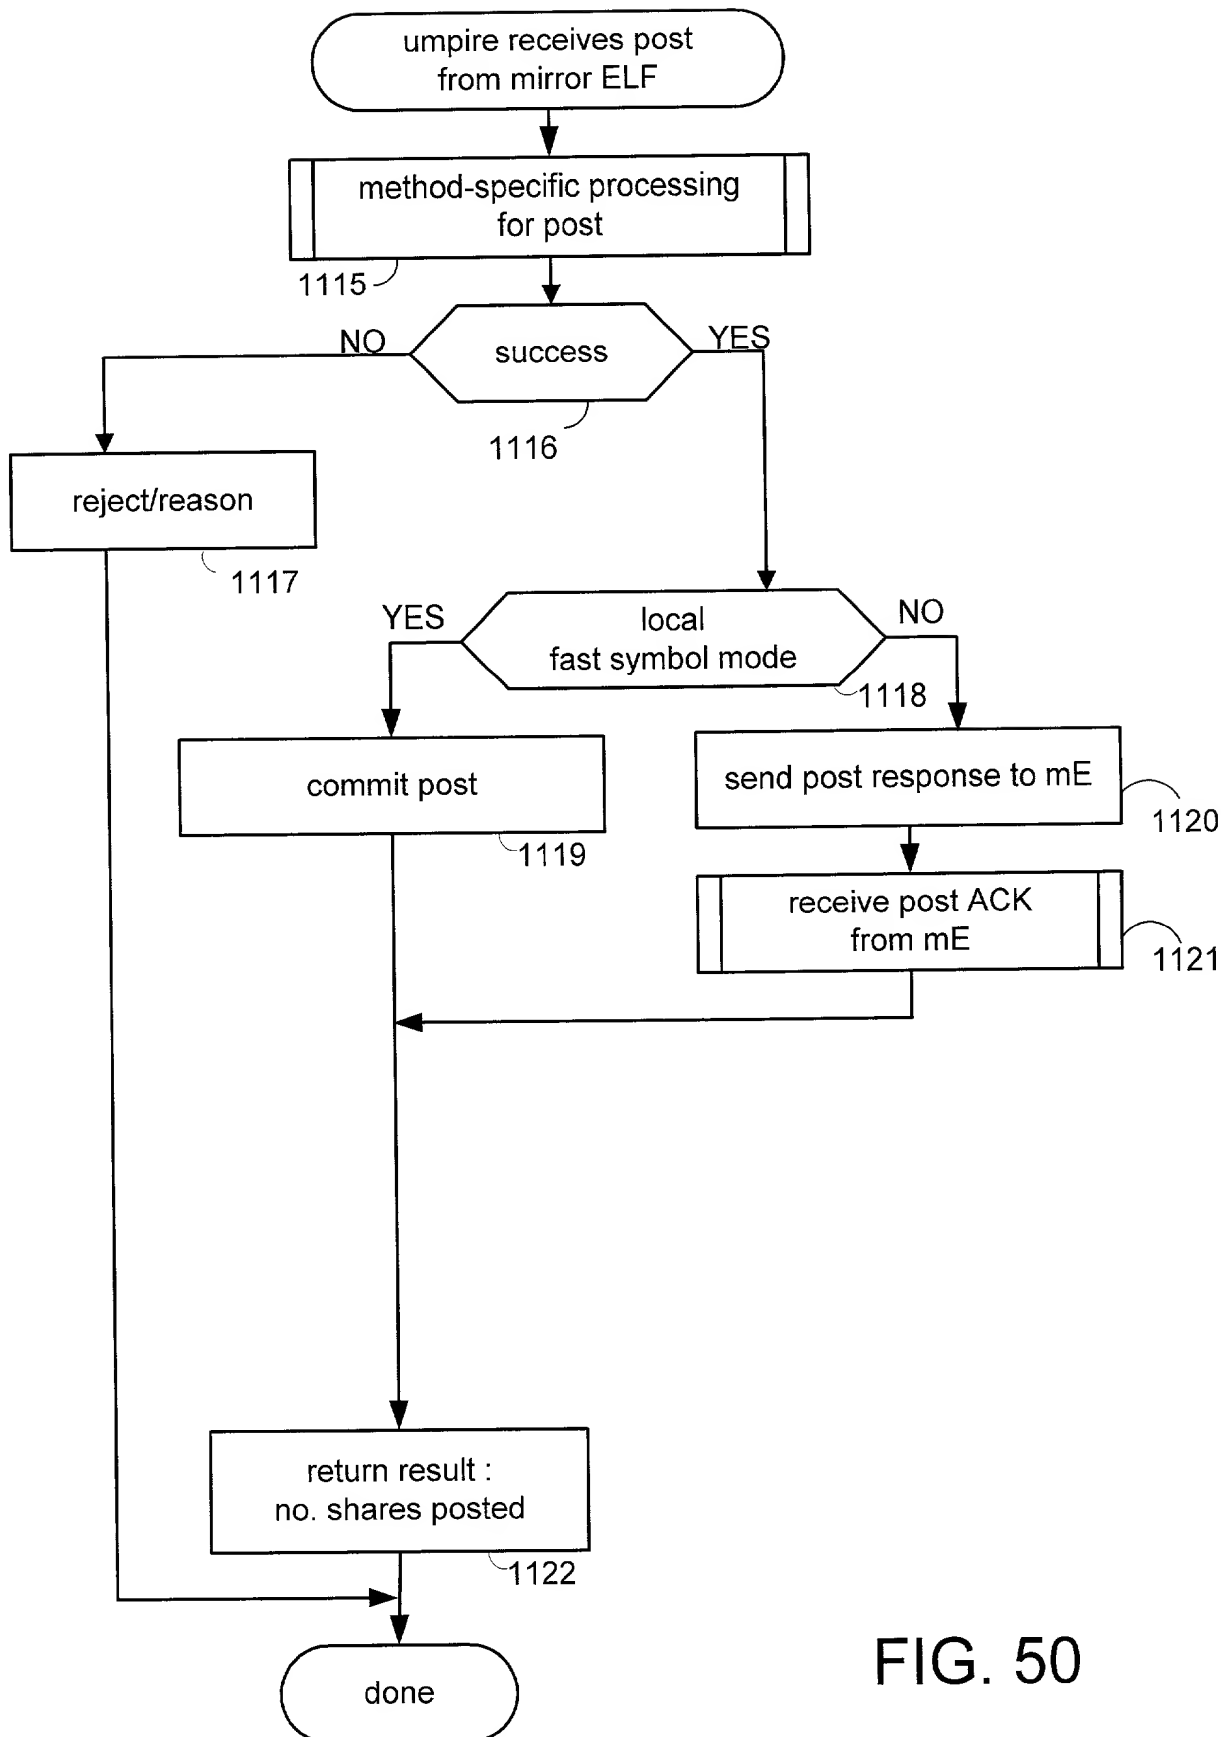 umpire receives post
from mirror ELF
method-specific processing
for post
1115
NO
YES
success
1116
reject/reason
1117
YES
NO
local
fast symbol mode
1118
commit post
1119
send post response to mE
1120
receive post ACK
from mE
1121
return result :
no. shares posted
1122
done
FIG. 50